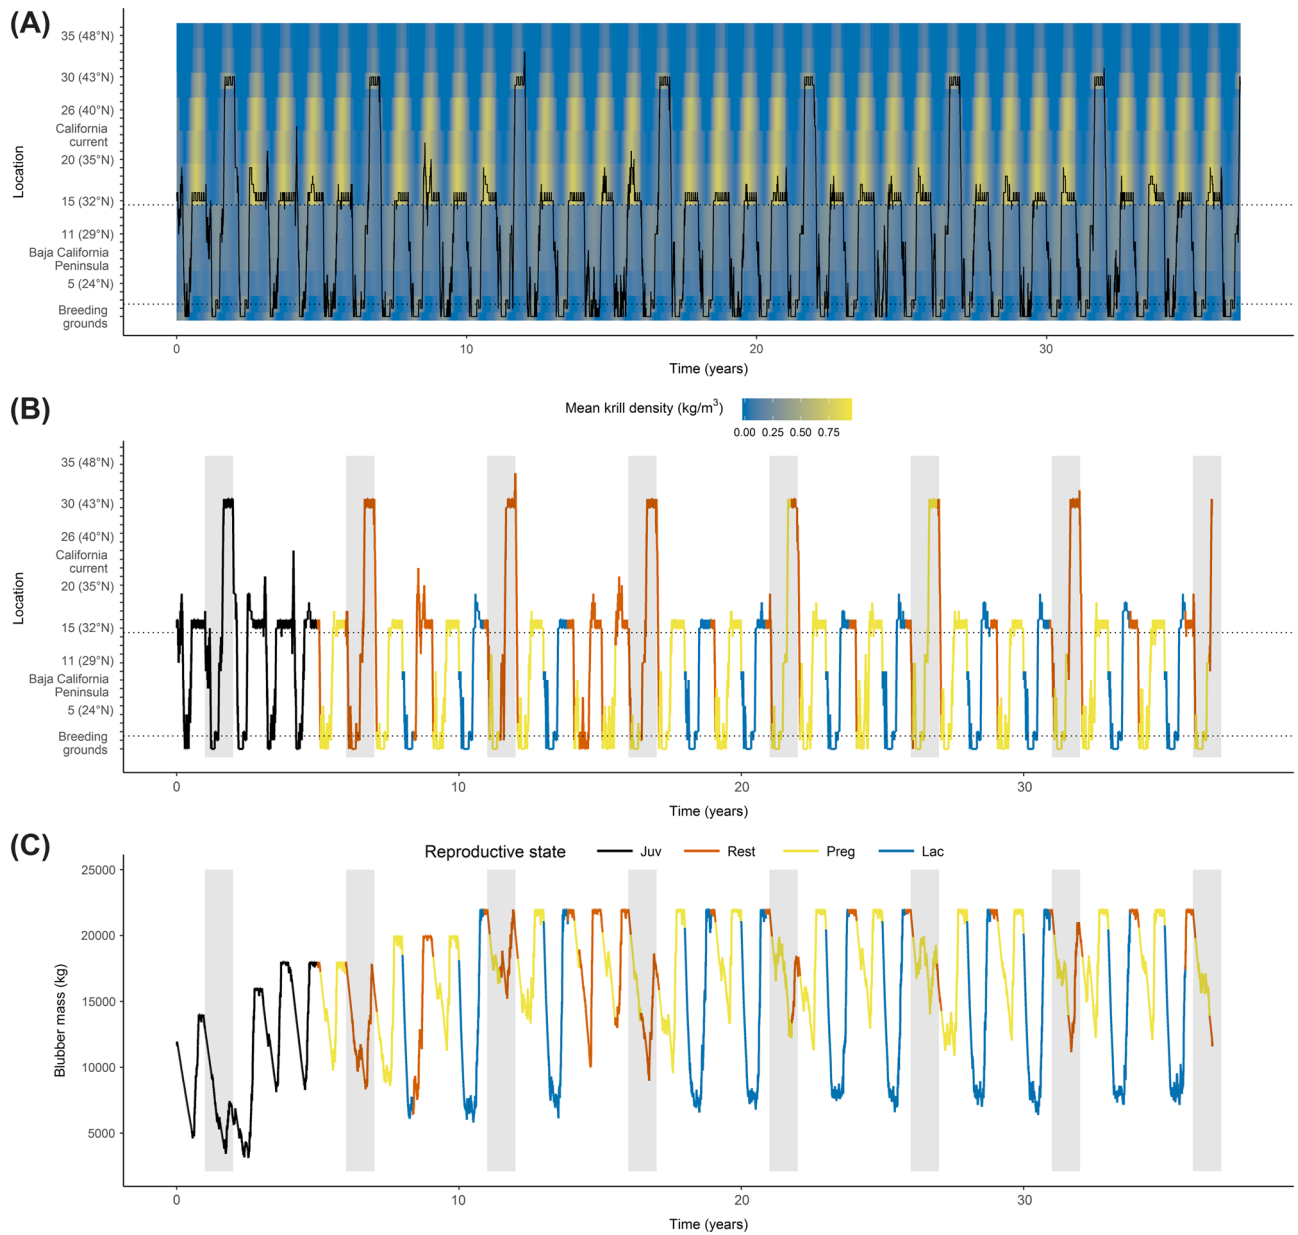 (A)
35 (48°N)
30 (43°N)
26 (40°N)
California
current
20 (35°N)
15 (32°N)
11 (29°N)
Baja California
Peninsula
5 (24°N)
Breeding
grounds
Location
0
10
20
30
Time (years)
(B)
Mean krill density (kg/m³)
0.00 0.25 0.50 0.75
35 (48°N)
30 (43°N)
26 (40°N)
California
current
20 (35°N)
15 (32°N)
11 (29°N)
Baja California
Peninsula
5 (24°N)
Breeding
grounds
Location
0
10
20
30
Time (years)
(C)
Reproductive state Juv Rest Preg Lac
25000
20000
15000
10000
5000
Blubber mass (kg)
0
10
20
30
Time (years)